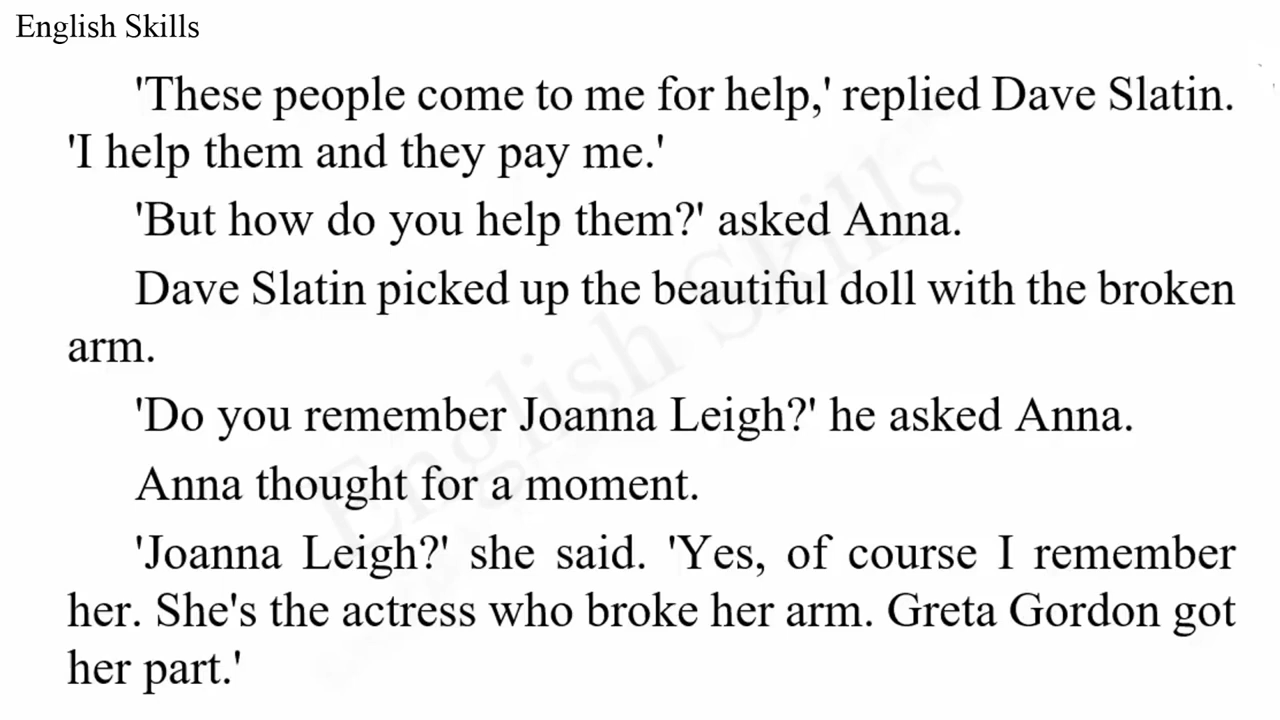 English Skills
'These people come to me for help,' replied Dave Slatin.
'I help them and they pay me.'
'But how do you help them?' asked Anna.
Dave Slatin picked up the beautiful doll with the broken
arm.
'Do you remember Joanna Leigh?' he asked Anna.
Anna thought for a moment.
'Joanna Leigh?' she said. 'Yes, of course I remember
her. She's the actress who broke her arm. Greta Gordon got
her part.'
English Skills